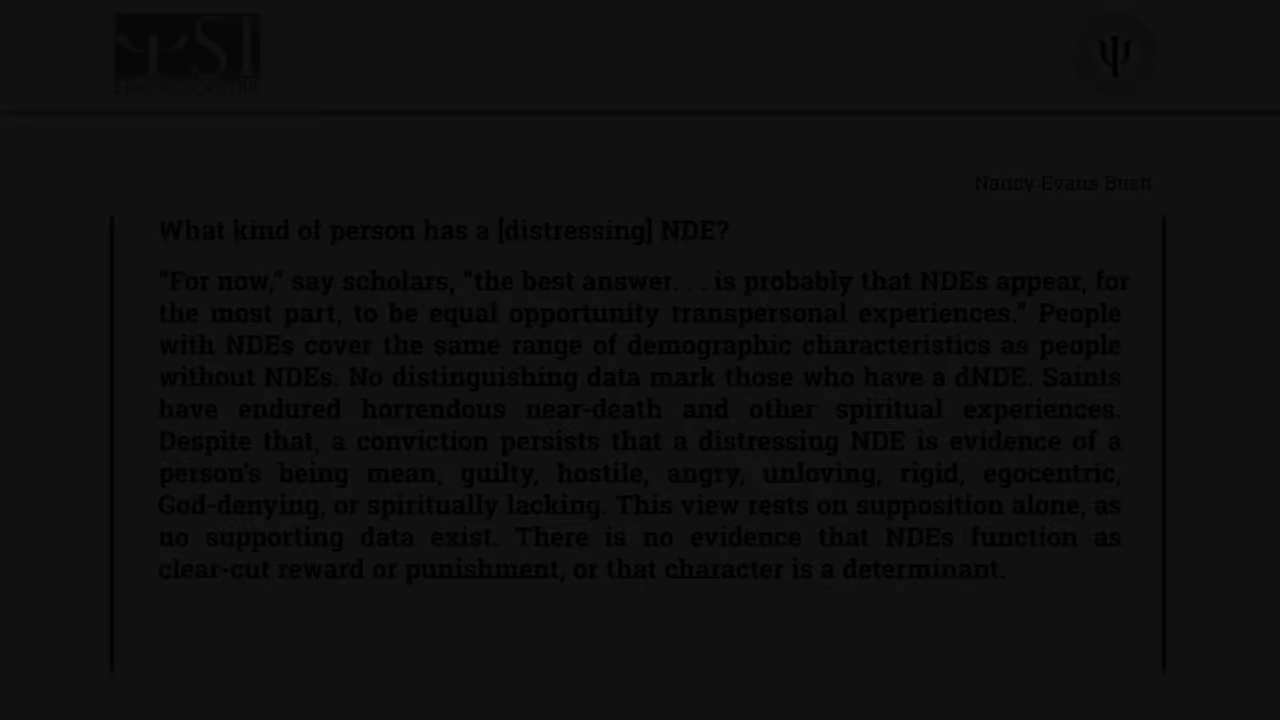 ΨSI
ENCYCLOPEDIA
ψ
Nancy Evans Bush
What kind of person has a [distressing] NDE?
“For now,” say scholars, “the best answer. . . is probably that NDEs appear, for
the most part, to be equal opportunity transpersonal experiences.” People
with NDEs cover the same range of demographic characteristics as people
without NDEs. No distinguishing data mark those who have a dNDE. Saints
have endured horrendous near-death and other spiritual experiences.
Despite that, a conviction persists that a distressing NDE is evidence of a
person's being mean, guilty, hostile, angry, unloving, rigid, egocentric,
God-denying, or spiritually lacking. This view rests on supposition alone, as
no supporting data exist. There is no evidence that NDEs function as
clear-cut reward or punishment, or that character is a determinant.